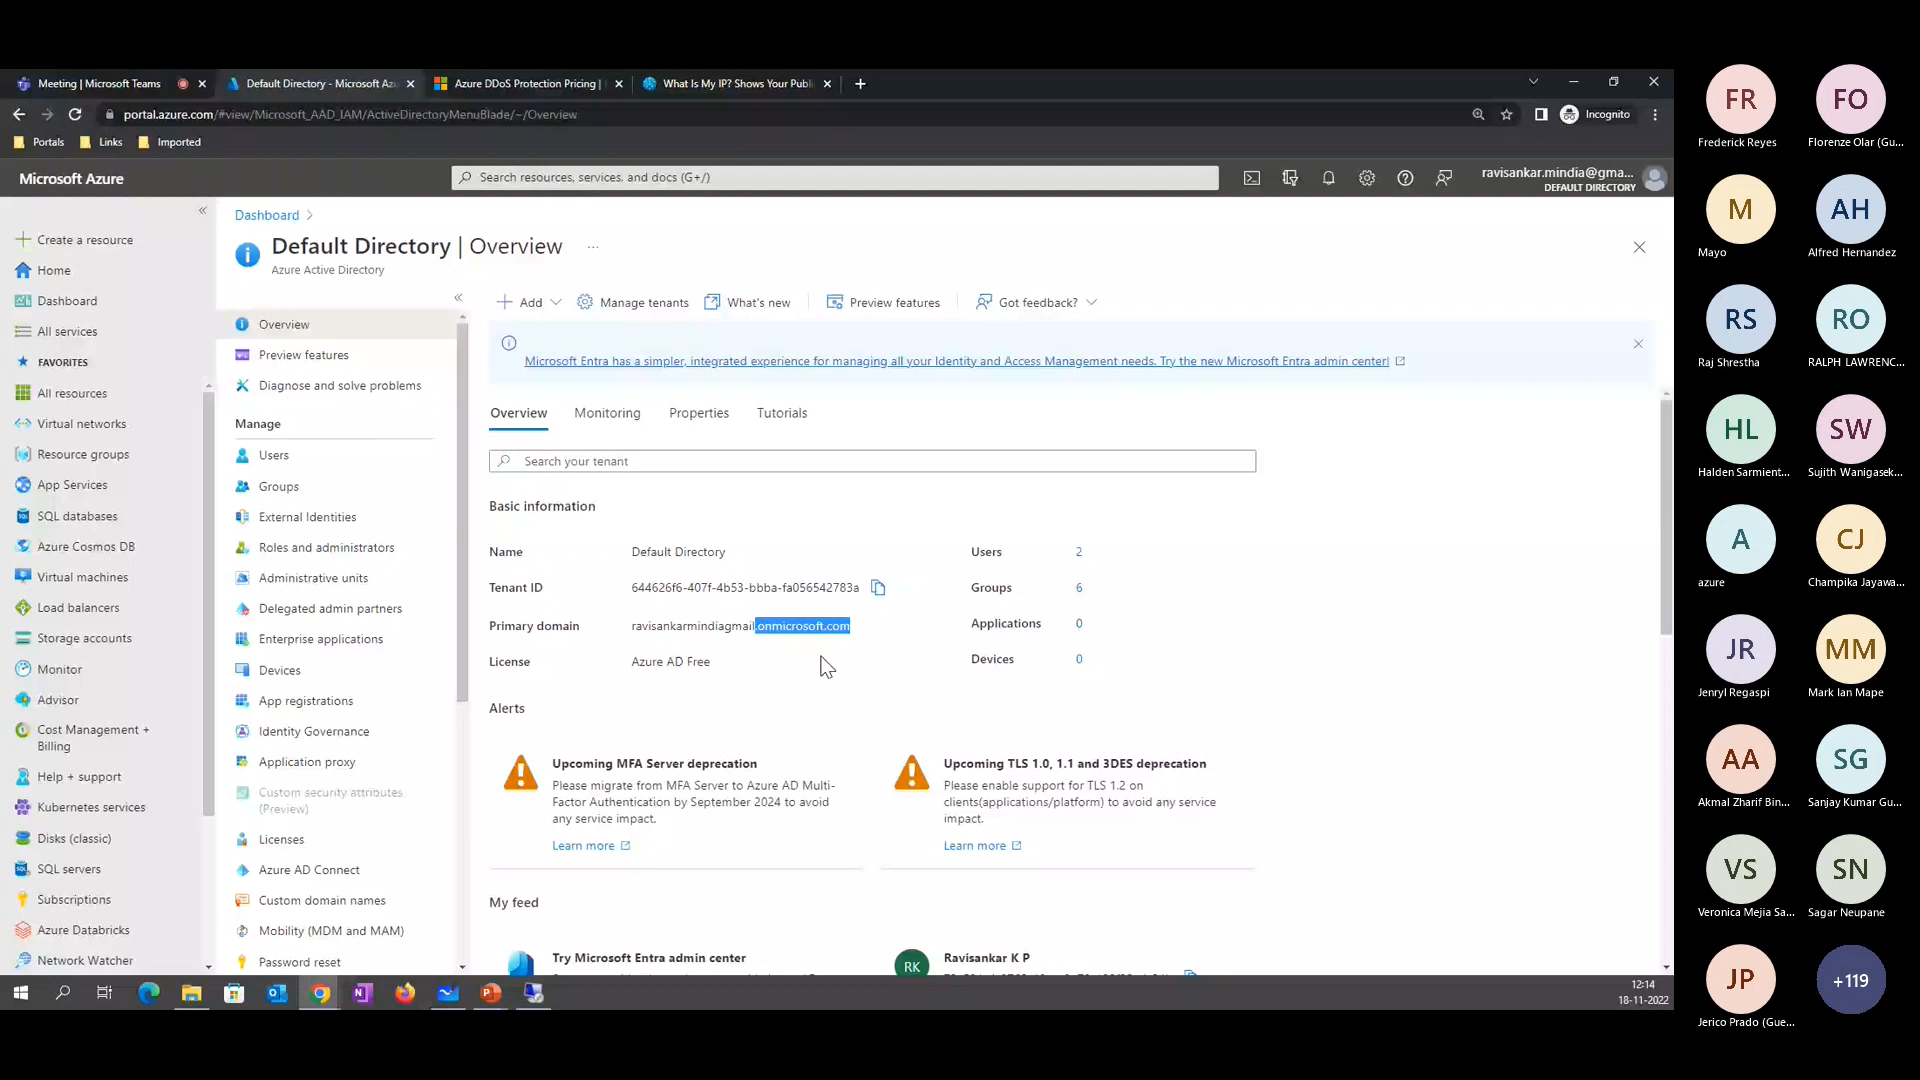 Meeting | Microsoft Teams
Default Directory - Microsoft Azu
Azure DDoS Protection Pricing |
What Is My IP? Shows Your Publi
portal.azure.com/#view/Microsoft_AAD_IAM/ActiveDirectoryMenuBlade/~/Overview
Incognito
Portals
Links
Imported
Microsoft Azure
Search resources, services, and docs (G+/)
ravisankar.mindia@gma...
DEFAULT DIRECTORY
Create a resource
Home
Dashboard
All services
FAVORITES
All resources
Virtual networks
Resource groups
App Services
SQL databases
Azure Cosmos DB
Virtual machines
Load balancers
Storage accounts
Monitor
Advisor
Cost Management +
Billing
Help + support
Kubernetes services
Disks (classic)
SQL servers
Subscriptions
Azure Databricks
Network Watcher
Dashboard
Default Directory | Overview
...
Azure Active Directory
Overview
Preview features
Diagnose and solve problems
Manage
Users
Groups
External Identities
Roles and administrators
Administrative units
Delegated admin partners
Enterprise applications
Devices
App registrations
Identity Governance
Application proxy
Custom security attributes
(Preview)
Licenses
Azure AD Connect
Custom domain names
Mobility (MDM and MAM)
Password reset
Add
Manage tenants
What's new
Preview features
Got feedback?
Microsoft Entra has a simpler, integrated experience for managing all your Identity and Access Management needs. Try the new Microsoft Entra admin center!
Overview
Monitoring
Properties
Tutorials
Search your tenant
Basic information
Name
Default Directory
Users
2
Tenant ID
644626f6-407f-4b53-bbba-fa056542783a
Groups
6
Primary domain
ravisankarmindiagmail.onmicrosoft.com
Applications
0
License
Azure AD Free
Devices
0
Alerts
Upcoming MFA Server deprecation
Please migrate from MFA Server to Azure AD Multi-
Factor Authentication by September 2024 to avoid
any service impact.
Learn more
Upcoming TLS 1.0, 1.1 and 3DES deprecation
Please enable support for TLS 1.2 on
clients(applications/platform) to avoid any service
impact.
Learn more
My feed
Try Microsoft Entra admin center
RK
Ravisankar K P
12:14
18-11-2022
FR
Frederick Reyes
FO
Florenze Olar (Gu...
M
Mayo
AH
Alfred Hernandez
RS
Raj Shrestha
RO
RALPH LAWRENC...
HL
Halden Sarmient...
SW
Sujith Wanigasek...
A
azure
CJ
Champika Jayawa...
JR
Jenryl Regaspi
MM
Mark Ian Mape
AA
Akmal Zharif Bin...
SG
Sanjay Kumar Gu...
VS
Veronica Mejia Sa...
SN
Sagar Neupane
JP
Jerico Prado (Gue...
+119